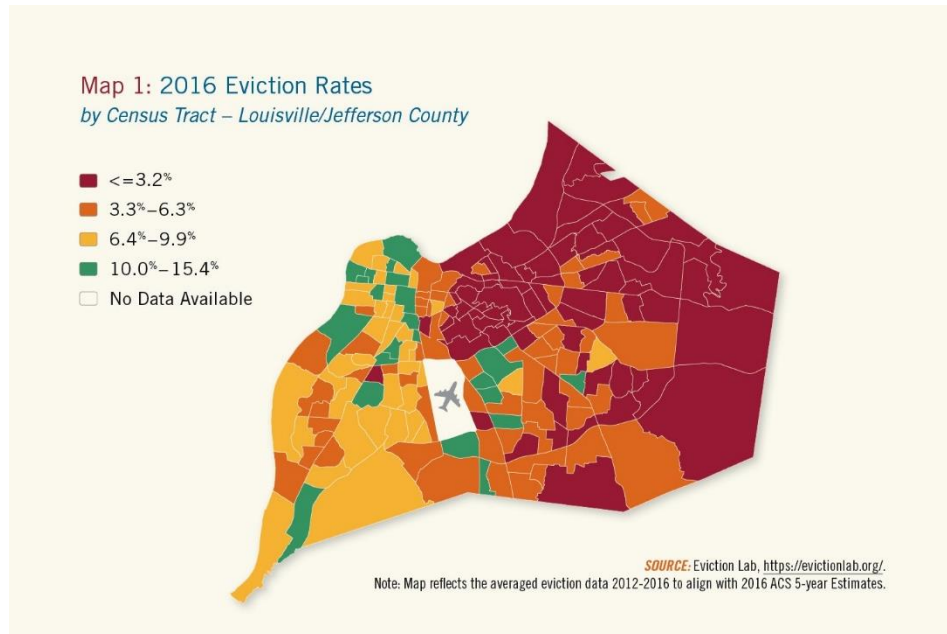 Map 1: 2016 Eviction Rates
by Census Tract – Louisville/Jefferson County
<=3.2%
3.3%–6.3%
6.4%–9.9%
10.0%–15.4%
No Data Available
SOURCE: Eviction Lab, https://evictionlab.org/.
Note: Map reflects the averaged eviction data 2012-2016 to align with 2016 ACS 5-year Estimates.